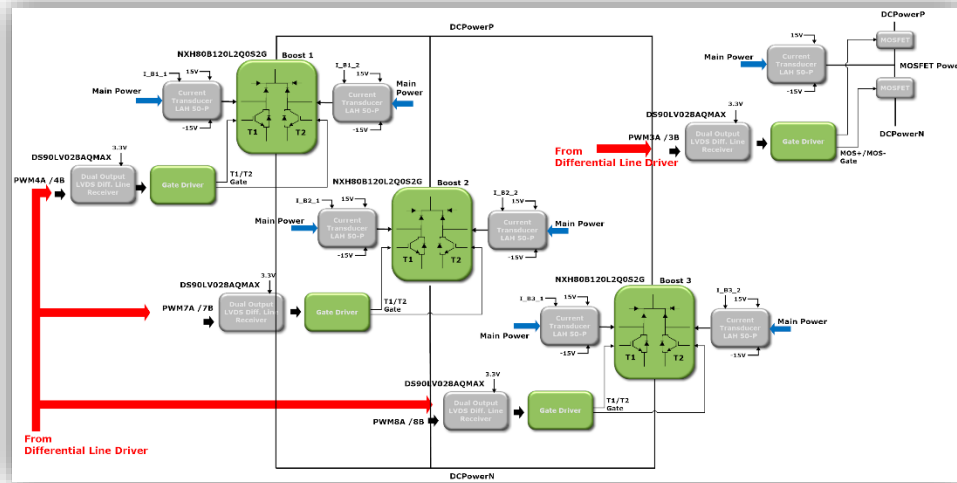 DCPowerP
NXH80B120L2Q0S2G Boost 1
I_B1_1
15V
Main Power
Current
Transducer
LAH 50-P
-15V
T1
T2
I_B1_2
15V
Main
Power
Current
Transducer
LAH 50-P
-15V
DS90LV028AQMAX
3.3V
PWM4A /4B
Dual Output
LVDS Diff. Line
Receiver
Gate Driver
T1/T2
Gate
DCPowerP
15V
Main Power
Current
Transducer
LAH 50-P
-15V
MOSFET
MOSFET Power
MOSFET
DCPowerN
DS90LV028AQMAX
3.3V
PWM3A /3B
From
Differential Line Driver
Dual Output
LVDS Diff. Line
Receiver
Gate Driver
MOS+/MOS-
Gate
NXH80B120L2Q0S2G Boost 2
I_B2_1
15V
Main Power
Current
Transducer
LAH 50-P
-15V
T1
T2
I_B2_2
15V
Main Power
Current
Transducer
LAH 50-P
-15V
DS90LV028AQMAX
3.3V
PWM7A /7B
Dual Output
LVDS Diff. Line
Receiver
Gate Driver
T1/T2
Gate
NXH80B120L2Q0S2G Boost 3
I_B3_1
15V
Main Power
Current
Transducer
LAH 50-P
-15V
T1
T2
I_B3_2
15V
Main Power
Current
Transducer
LAH 50-P
-15V
DS90LV028AQMAX
3.3V
PWM8A /8B
Dual Output
LVDS Diff. Line
Receiver
Gate Driver
T1/T2
Gate
From
Differential Line Driver
DCPowerN